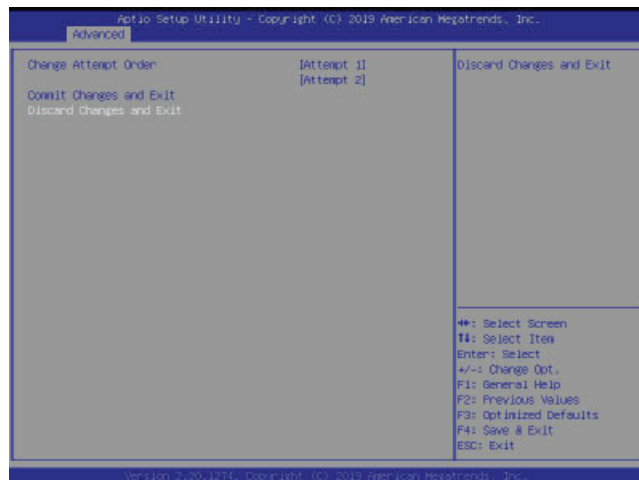 Aptio Setup Utility - Copyright (C) 2019 American Megatrends, Inc.
Advanced
Change Attempt Order [Attempt 1]
[Attempt 2]
Commit Changes and Exit
Discard Changes and Exit
Discard Changes and Exit
→←: Select Screen
↑↓: Select Item
Enter: Select
+/-: Change Opt.
F1: General Help
F2: Previous Values
F3: Optimized Defaults
F4: Save & Exit
ESC: Exit
Version 2.20.1274. Copyright (C) 2019 American Megatrends, Inc.